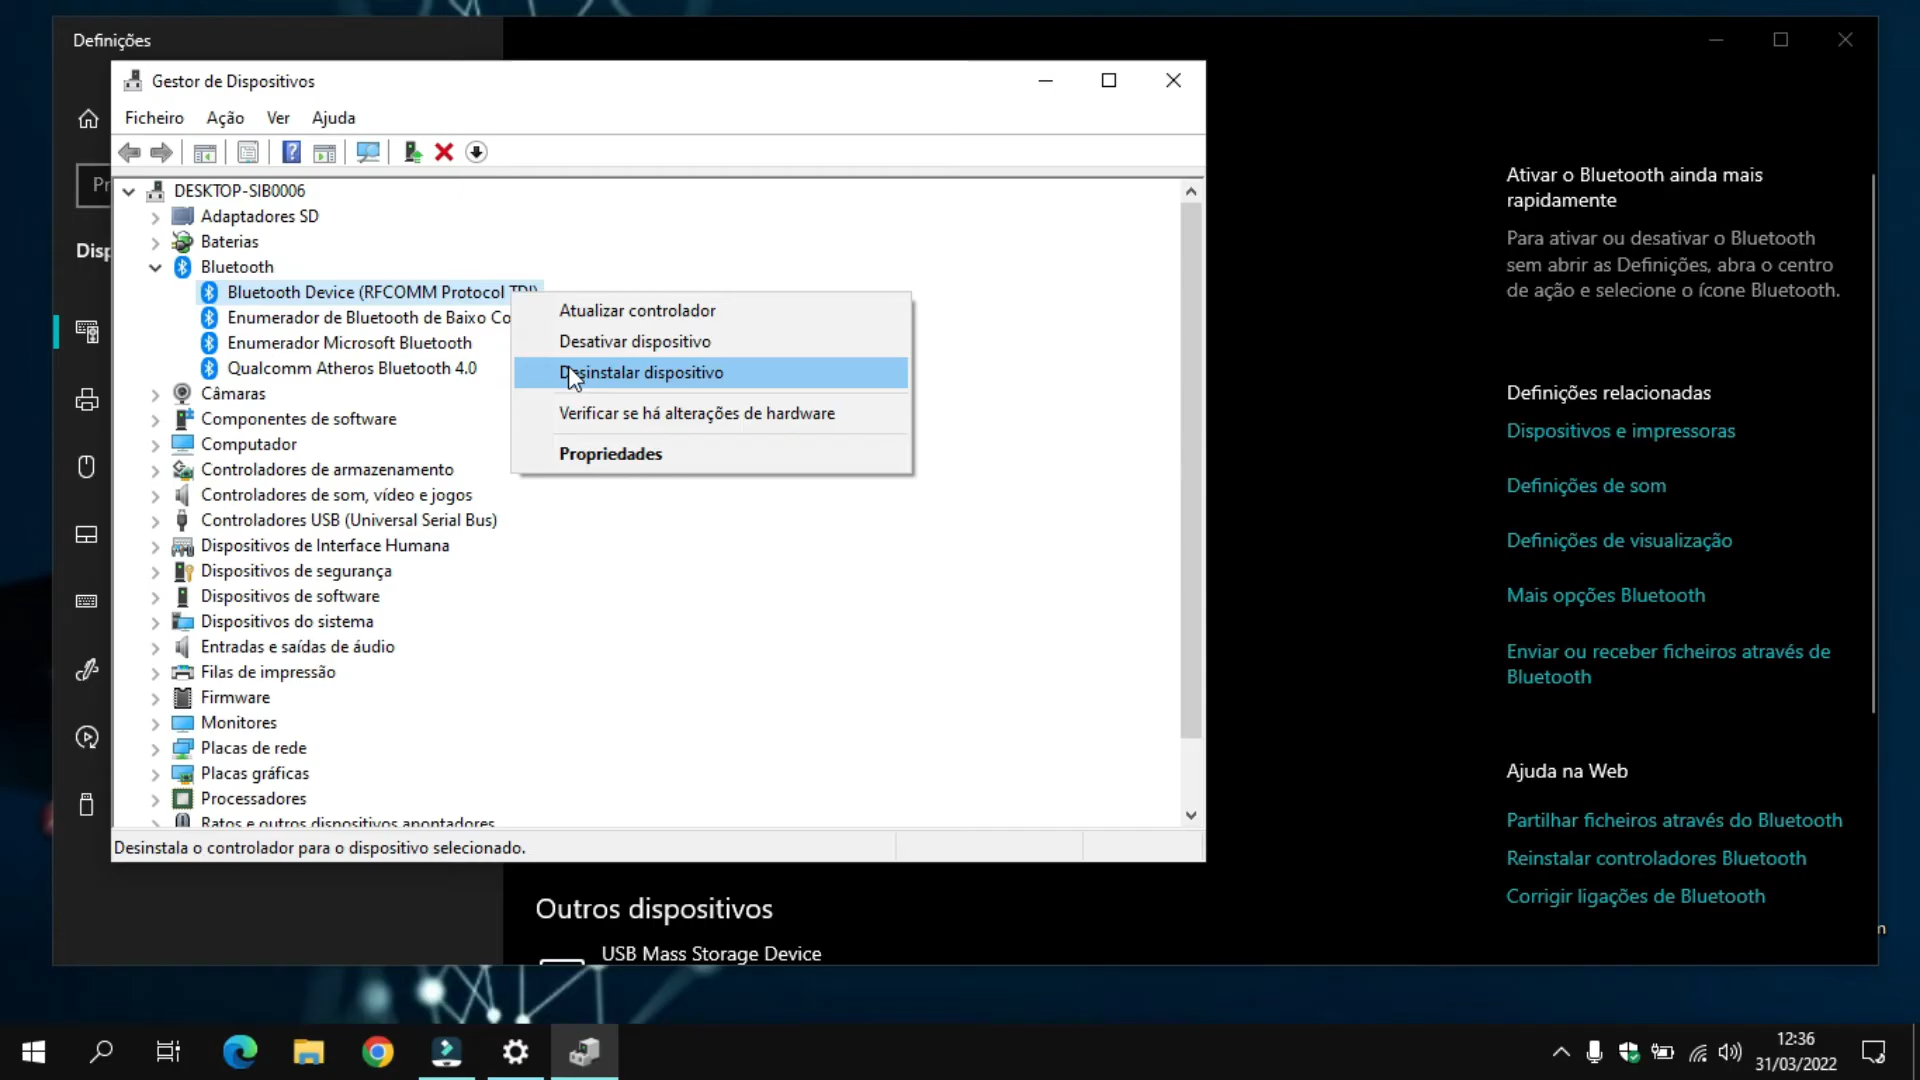 Definições
Gestor de Dispositivos
Ficheiro Ação Ver Ajuda
Pr
Disp
DESKTOP-SIB0006
Adaptadores SD
Baterias
Bluetooth
Bluetooth Device (RFCOMM Protocol TDI)
Enumerador de Bluetooth de Baixo Co
Enumerador Microsoft Bluetooth
Qualcomm Atheros Bluetooth 4.0
Câmaras
Componentes de software
Computador
Controladores de armazenamento
Controladores de som, vídeo e jogos
Controladores USB (Universal Serial Bus)
Dispositivos de Interface Humana
Dispositivos de segurança
Dispositivos de software
Dispositivos do sistema
Entradas e saídas de áudio
Filas de impressão
Firmware
Monitores
Placas de rede
Placas gráficas
Processadores
Ratos e outros dispositivos apontadores
Desinstala o controlador para o dispositivo selecionado.
Atualizar controlador
Desativar dispositivo
Desinstalar dispositivo
Verificar se há alterações de hardware
Propriedades
Outros dispositivos
USB Mass Storage Device
Ativar o Bluetooth ainda mais
rapidamente
Para ativar ou desativar o Bluetooth
sem abrir as Definições, abra o centro
de ação e selecione o ícone Bluetooth.
Definições relacionadas
Dispositivos e impressoras
Definições de som
Definições de visualização
Mais opções Bluetooth
Enviar ou receber ficheiros através de
Bluetooth
Ajuda na Web
Partilhar ficheiros através do Bluetooth
Reinstalar controladores Bluetooth
Corrigir ligações de Bluetooth
12:36
31/03/2022